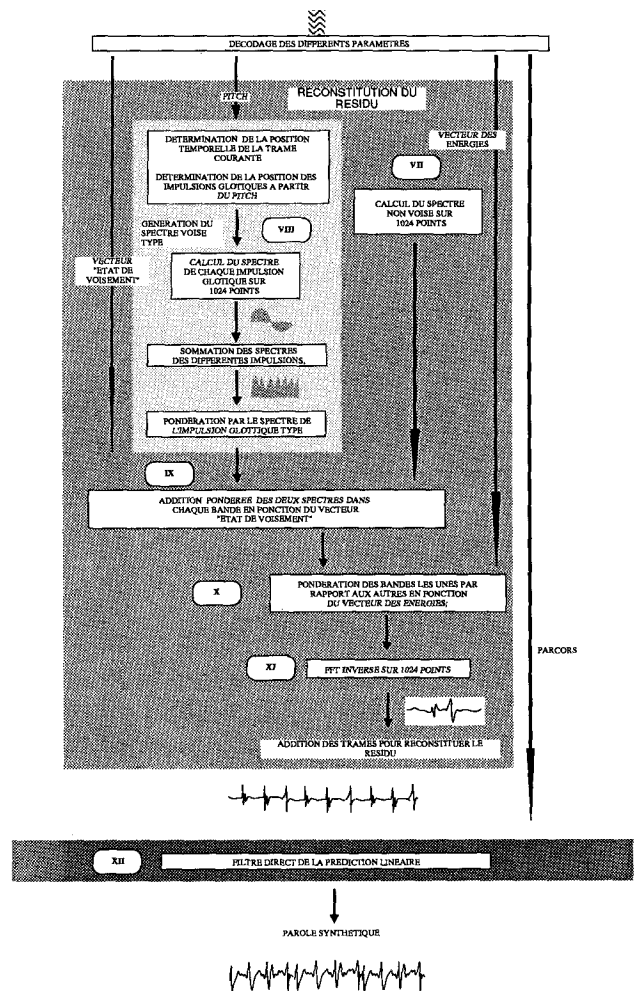 DECODAGE DES DIFFERENTS PARAMETRES
PITCH
RECONSTITUTION DU
RESIDU
DETERMINATION DE LA POSITION
TEMPORELLE DE LA TRAME
COURANTE
DETERMINATION DE LA POSITION DES
IMPULSIONS GLOTIQUES A PARTIR
DU PITCH
VECTEUR DES
ENERGIES
VII
CALCUL DU SPECTRE
NON VOISE SUR
1024 POINTS
GENERATION DU
SPECTRE VOISE
TYPE
VIII
VECTEUR
"ETAT DE
VOISEMENT"
CALCUL DU SPECTRE
DE CHAQUE IMPULSION
GLOTIQUE SUR
1024 POINTS
SOMMATION DES SPECTRES
DES DIFFERENTES IMPULSIONS,
PONDERATION PAR LE SPECTRE DE
L'IMPULSION GLOTTIQUE TYPE
IX
ADDITION PONDEREE DES DEUX SPECTRES DANS
CHAQUE BANDE EN FONCTION DU VECTEUR
"ETAT DE VOISEMENT"
X
PONDERATION DES BANDES LES UNES PAR
RAPPORT AUX AUTRES EN FONCTION
DU VECTEUR DES ENERGIES;
PARCORS
XI
FFT INVERSE SUR 1024 POINTS
ADDITION DES TRAMES POUR RECONSTITUER LE
RESIDU
XII
FILTRE DIRECT DE LA PREDICTION LINEAIRE
PAROLE SYNTHETIQUE